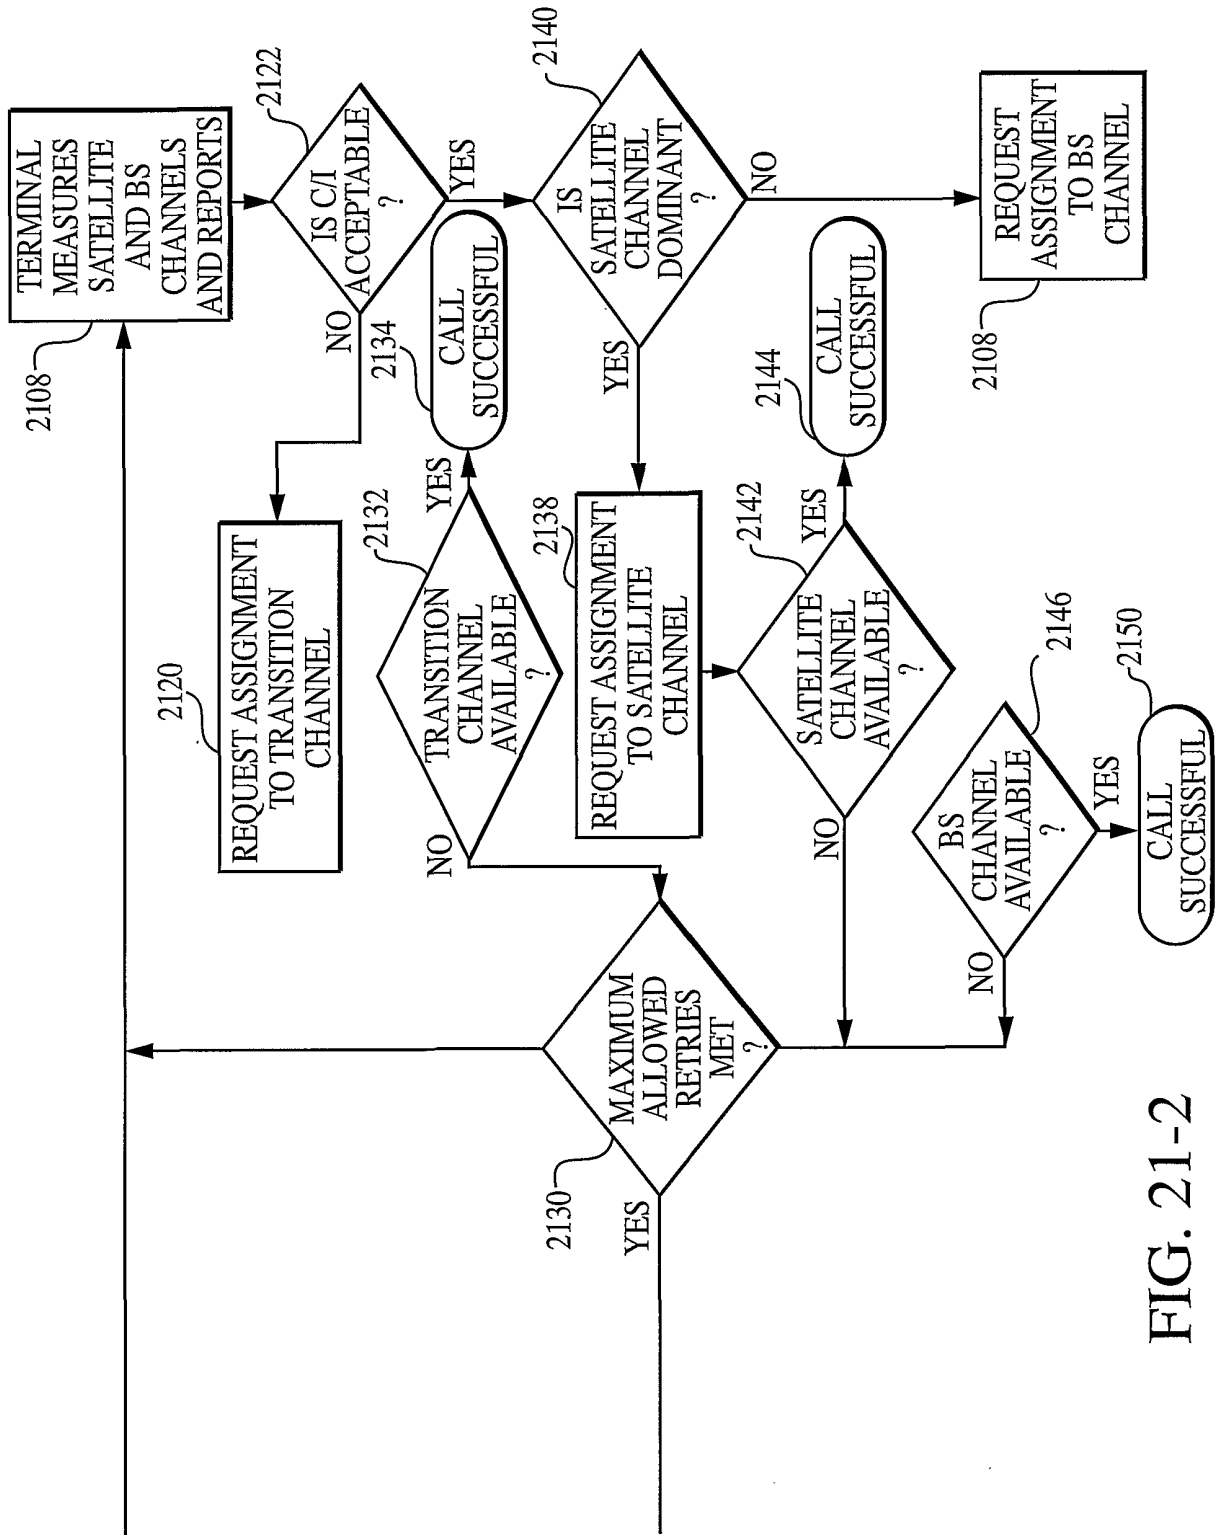 2108
TERMINAL
MEASURES
SATELLITE
AND BS
CHANNELS
AND REPORTS
2122
IS C/I
ACCEPTABLE
?
NO
YES
2120
REQUEST ASSIGNMENT
TO TRANSITION
CHANNEL
2132
TRANSITION
CHANNEL
AVAILABLE
?
NO
YES
2134
CALL
SUCCESSFUL
2140
IS
SATELLITE
CHANNEL
DOMINANT
?
YES
NO
2138
REQUEST ASSIGNMENT
TO SATELLITE
CHANNEL
2142
SATELLITE
CHANNEL
AVAILABLE
?
NO
YES
2144
CALL
SUCCESSFUL
2108
REQUEST
ASSIGNMENT
TO BS
CHANNEL
2130
MAXIMUM
ALLOWED
RETRIES
MET
?
YES
2146
BS
CHANNEL
AVAILABLE
?
NO
YES
2150
CALL
SUCCESSFUL
FIG. 21-2